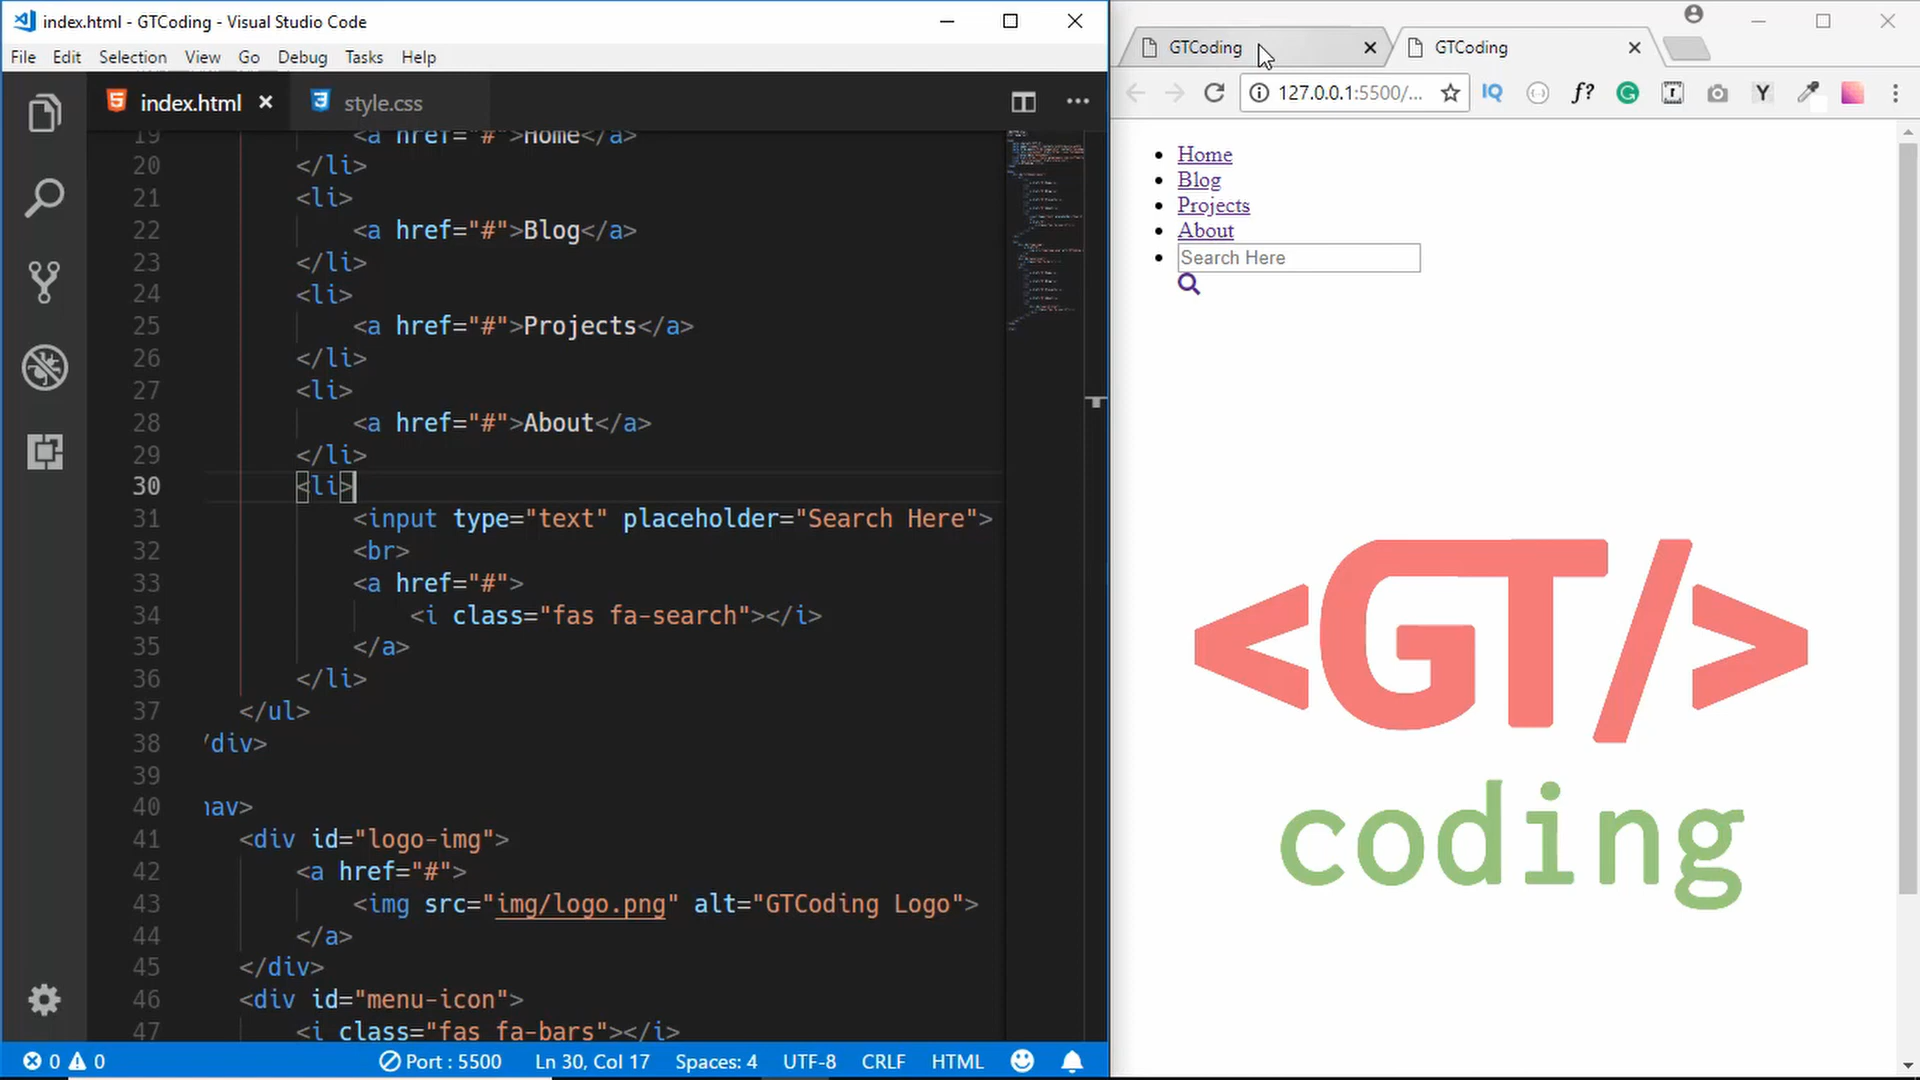 index.html - GTCoding - Visual Studio Code
File Edit Selection View Go Debug Tasks Help
index.html
style.css
19 <a href="#">Home</a>
20 </li>
21 <li>
22 <a href="#">Blog</a>
23 </li>
24 <li>
25 <a href="#">Projects</a>
26 </li>
27 <li>
28 <a href="#">About</a>
29 </li>
30 <li>
31 <input type="text" placeholder="Search Here">
32 <br>
33 <a href="#">
34 <i class="fas fa-search"></i>
35 </a>
36 </li>
37 </ul>
38 /div>
39
40 nav>
41 <div id="logo-img">
42 <a href="#">
43 <img src="img/logo.png" alt="GTCoding Logo">
44 </a>
45 </div>
46 <div id="menu-icon">
47 <i class="fas fa-bars"></i>
0 0 Port : 5500 Ln 30, Col 17 Spaces: 4 UTF-8 CRLF HTML
GTCoding
GTCoding
127.0.0.1:5500/...
IQ
f?
Y
Home
Blog
Projects
About
Search Here
<GT/>
coding